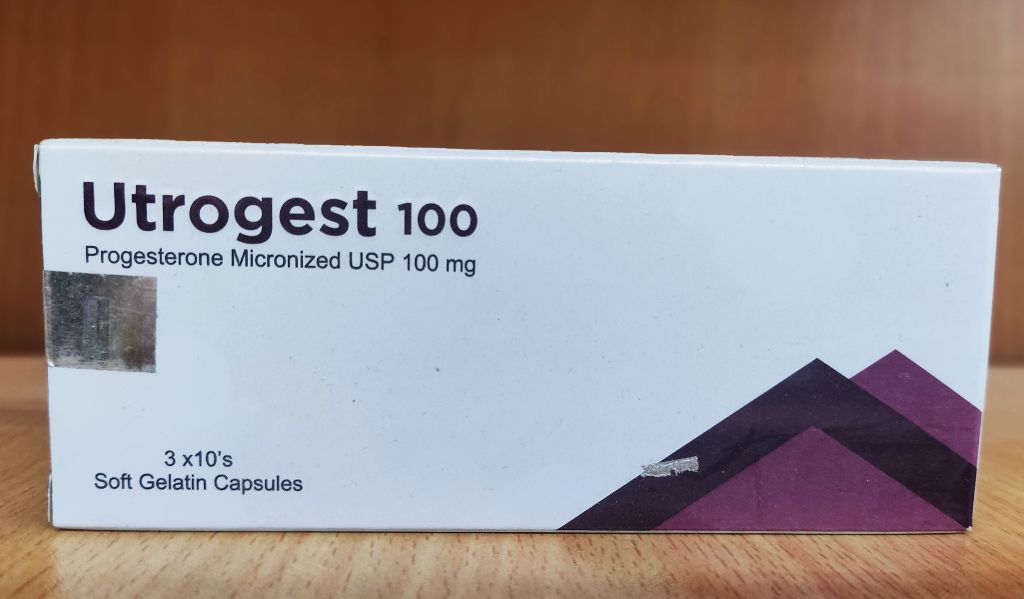 Utrogest 100
Progesterone Micronized USP 100 mg
3 x10's
Soft Gelatin Capsules